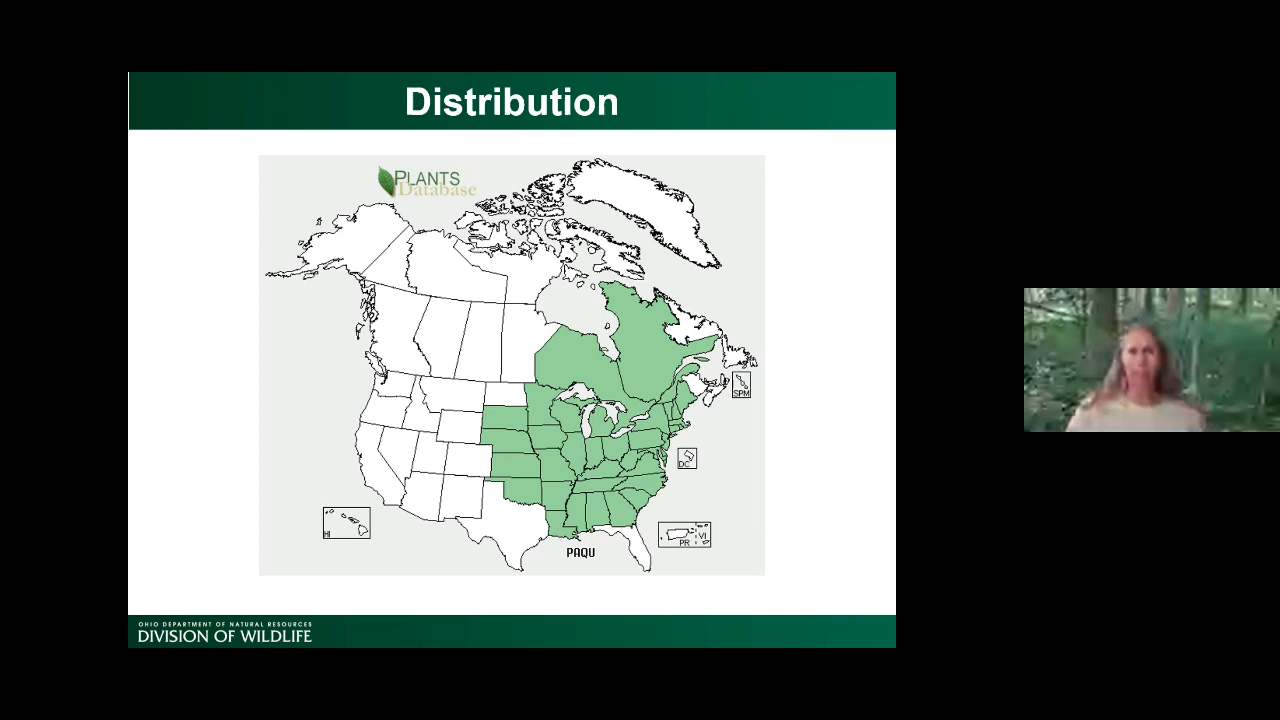 Distribution
PLANTS
Database
SPM
DC
HI
PR
VI
PAQU
OHIO DEPARTMENT OF NATURAL RESOURCES
DIVISION OF WILDLIFE